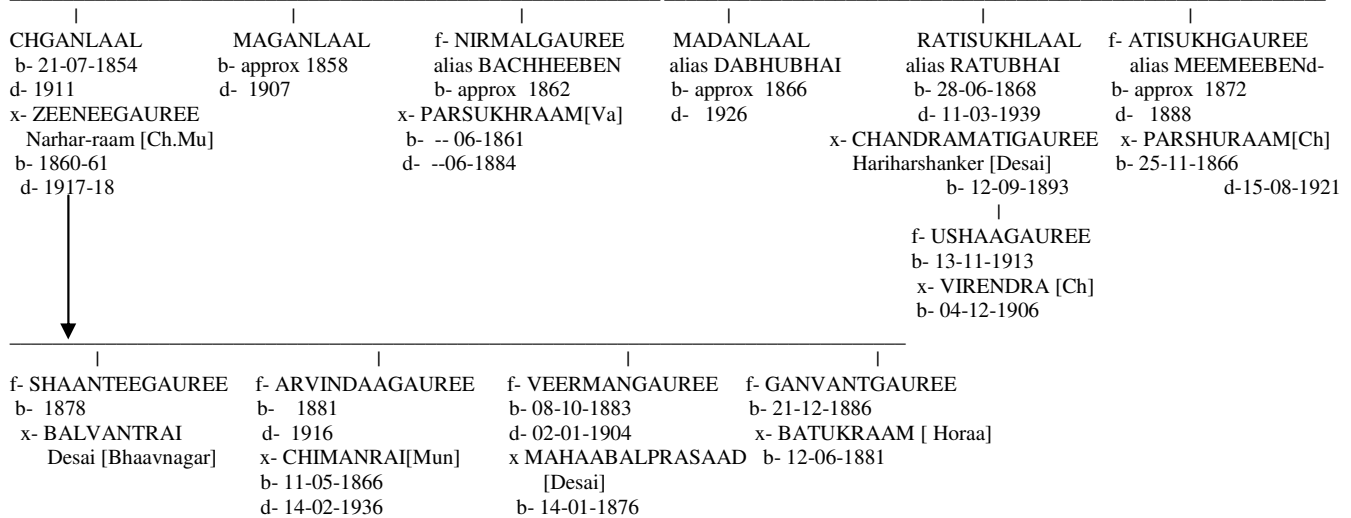 CHGANLAAL MAGANLAAL f- NIRMALGAUREE MADANLAAL RATISUKHLAAL f- ATISUKHGAUREE
b- 21-07-1854 b- approx 1858 alias BACHHEEBEN alias DABHUBHAI alias RATUBHAI alias MEEMEEBENd-
d- 1911 d- 1907 b- approx 1862 b- approx 1866 b- 28-06-1868 b- approx 1872
x- ZEENEEGAUREE x- PARSUKHRAAM[Va] d- 1926 d- 11-03-1939 d- 1888
Narhar-raam [Ch.Mu] b- -- 06-1861 x- CHANDRAMATIGAUREE x- PARSHURAAM[Ch]
b- 1860-61 d- --06-1884 Hariharshanker [Desai] b- 25-11-1866
d- 1917-18 b- 12-09-1893 d-15-08-1921
f- USHAAGAUREE
b- 13-11-1913
x- VIRENDRA [Ch]
b- 04-12-1906
f- SHAANTEEGAUREE f- ARVINDAAGAUREE f- VEERMANGAUREE f- GANVANTGAUREE
b- 1878 b- 1881 b- 08-10-1883 b- 21-12-1886
x- BALVANTRAI d- 1916 d- 02-01-1904 x- BATUKRAAM [ Horaa]
Desai [Bhaavnagar] x- CHIMANRAI[Mun] x MAHAABALPRASAAD b- 12-06-1881
b- 11-05-1866 [Desai]
d- 14-02-1936 b- 14-01-1876